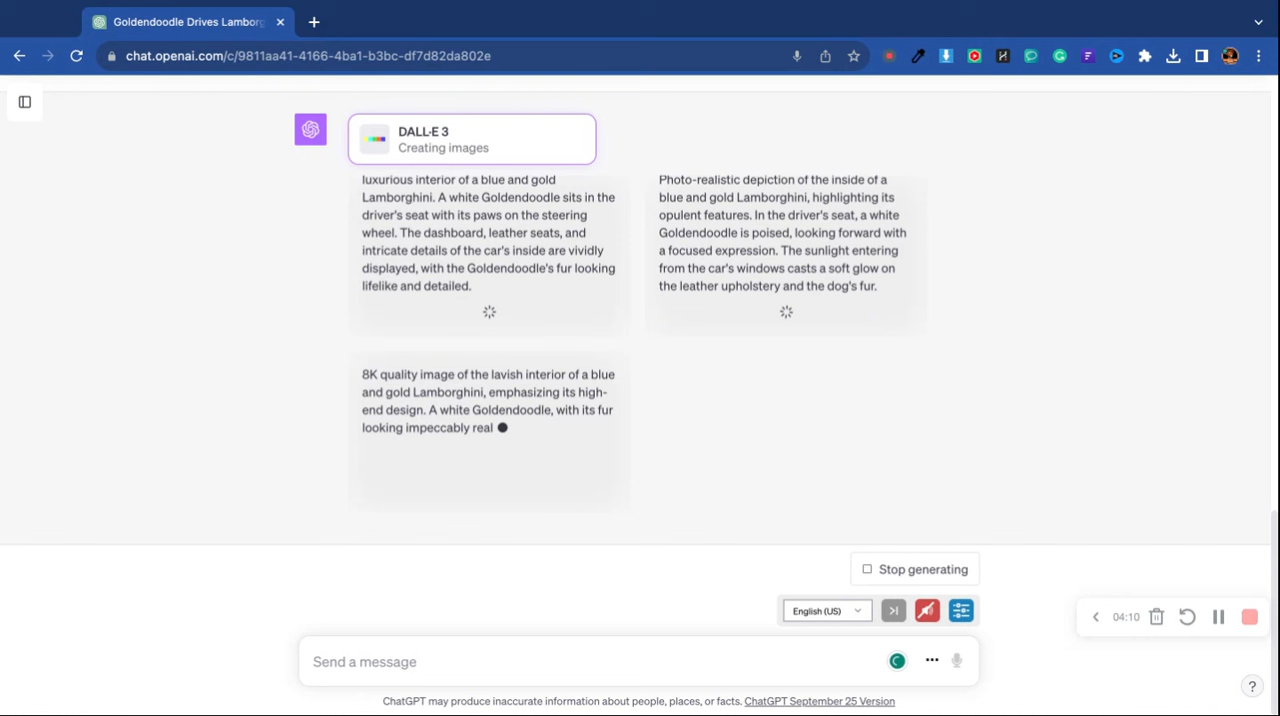 Goldendoodle Drives Lamborg
chat.openai.com/c/9811aa41-4166-4ba1-b3bc-df7d82da802e
DALL·E 3
Creating images
luxurious interior of a blue and gold
Lamborghini. A white Goldendoodle sits in the
driver's seat with its paws on the steering
wheel. The dashboard, leather seats, and
intricate details of the car's inside are vividly
displayed, with the Goldendoodle's fur looking
lifelike and detailed.
Photo-realistic depiction of the inside of a
blue and gold Lamborghini, highlighting its
opulent features. In the driver's seat, a white
Goldendoodle is poised, looking forward with
a focused expression. The sunlight entering
from the car's windows casts a soft glow on
the leather upholstery and the dog's fur.
8K quality image of the lavish interior of a blue
and gold Lamborghini, emphasizing its high-
end design. A white Goldendoodle, with its fur
looking impeccably real
Stop generating
English (US)
04:10
Send a message
ChatGPT may produce inaccurate information about people, places, or facts. ChatGPT September 25 Version
?